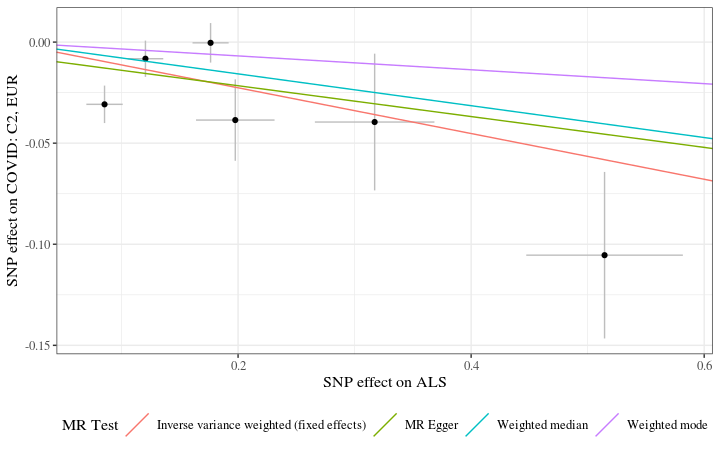 0.00
-0.05
-0.10
-0.15
SNP effect on COVID: C2, EUR
0.2
0.4
0.6
SNP effect on ALS
MR Test
Inverse variance weighted (fixed effects)
MR Egger
Weighted median
Weighted mode